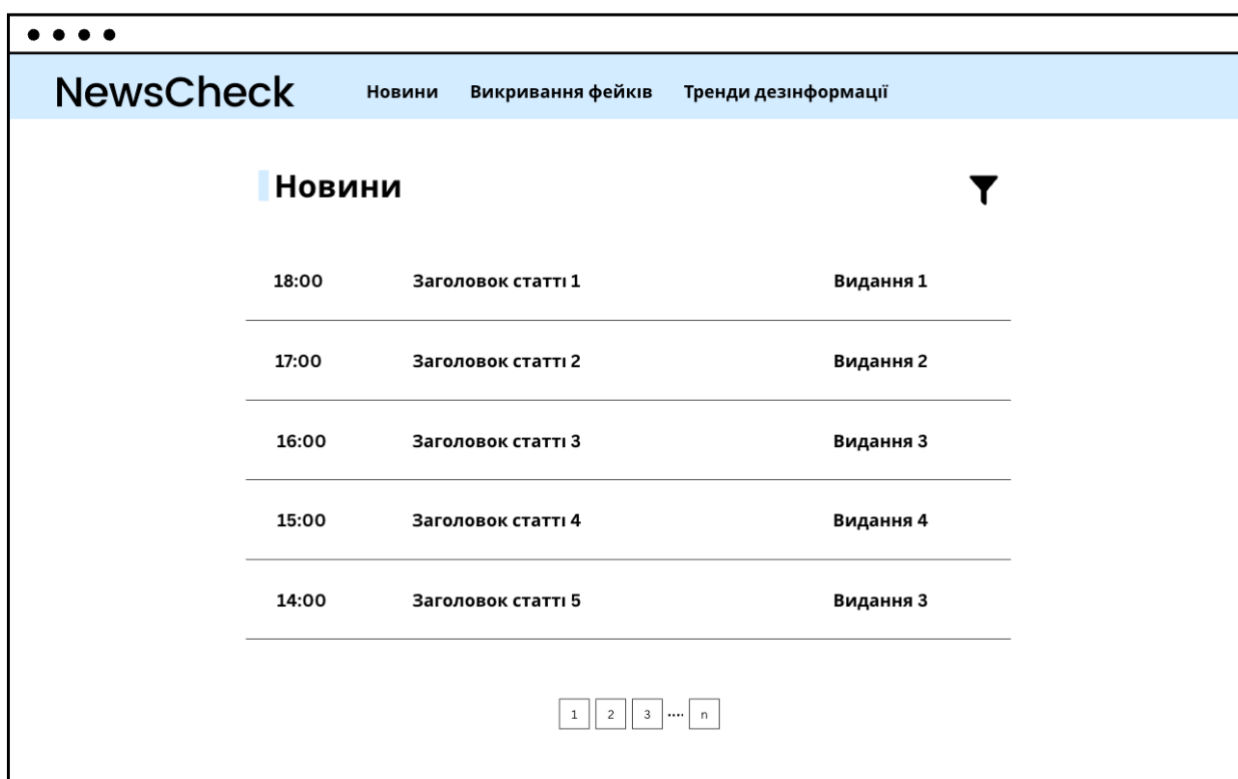 NewsCheck Новини Викривання фейків Тренди дезінформації
Новини
18:00 Заголовок статті 1 Видання 1
17:00 Заголовок статті 2 Видання 2
16:00 Заголовок статті 3 Видання 3
15:00 Заголовок статті 4 Видання 4
14:00 Заголовок статті 5 Видання 3
1 2 3 .... n